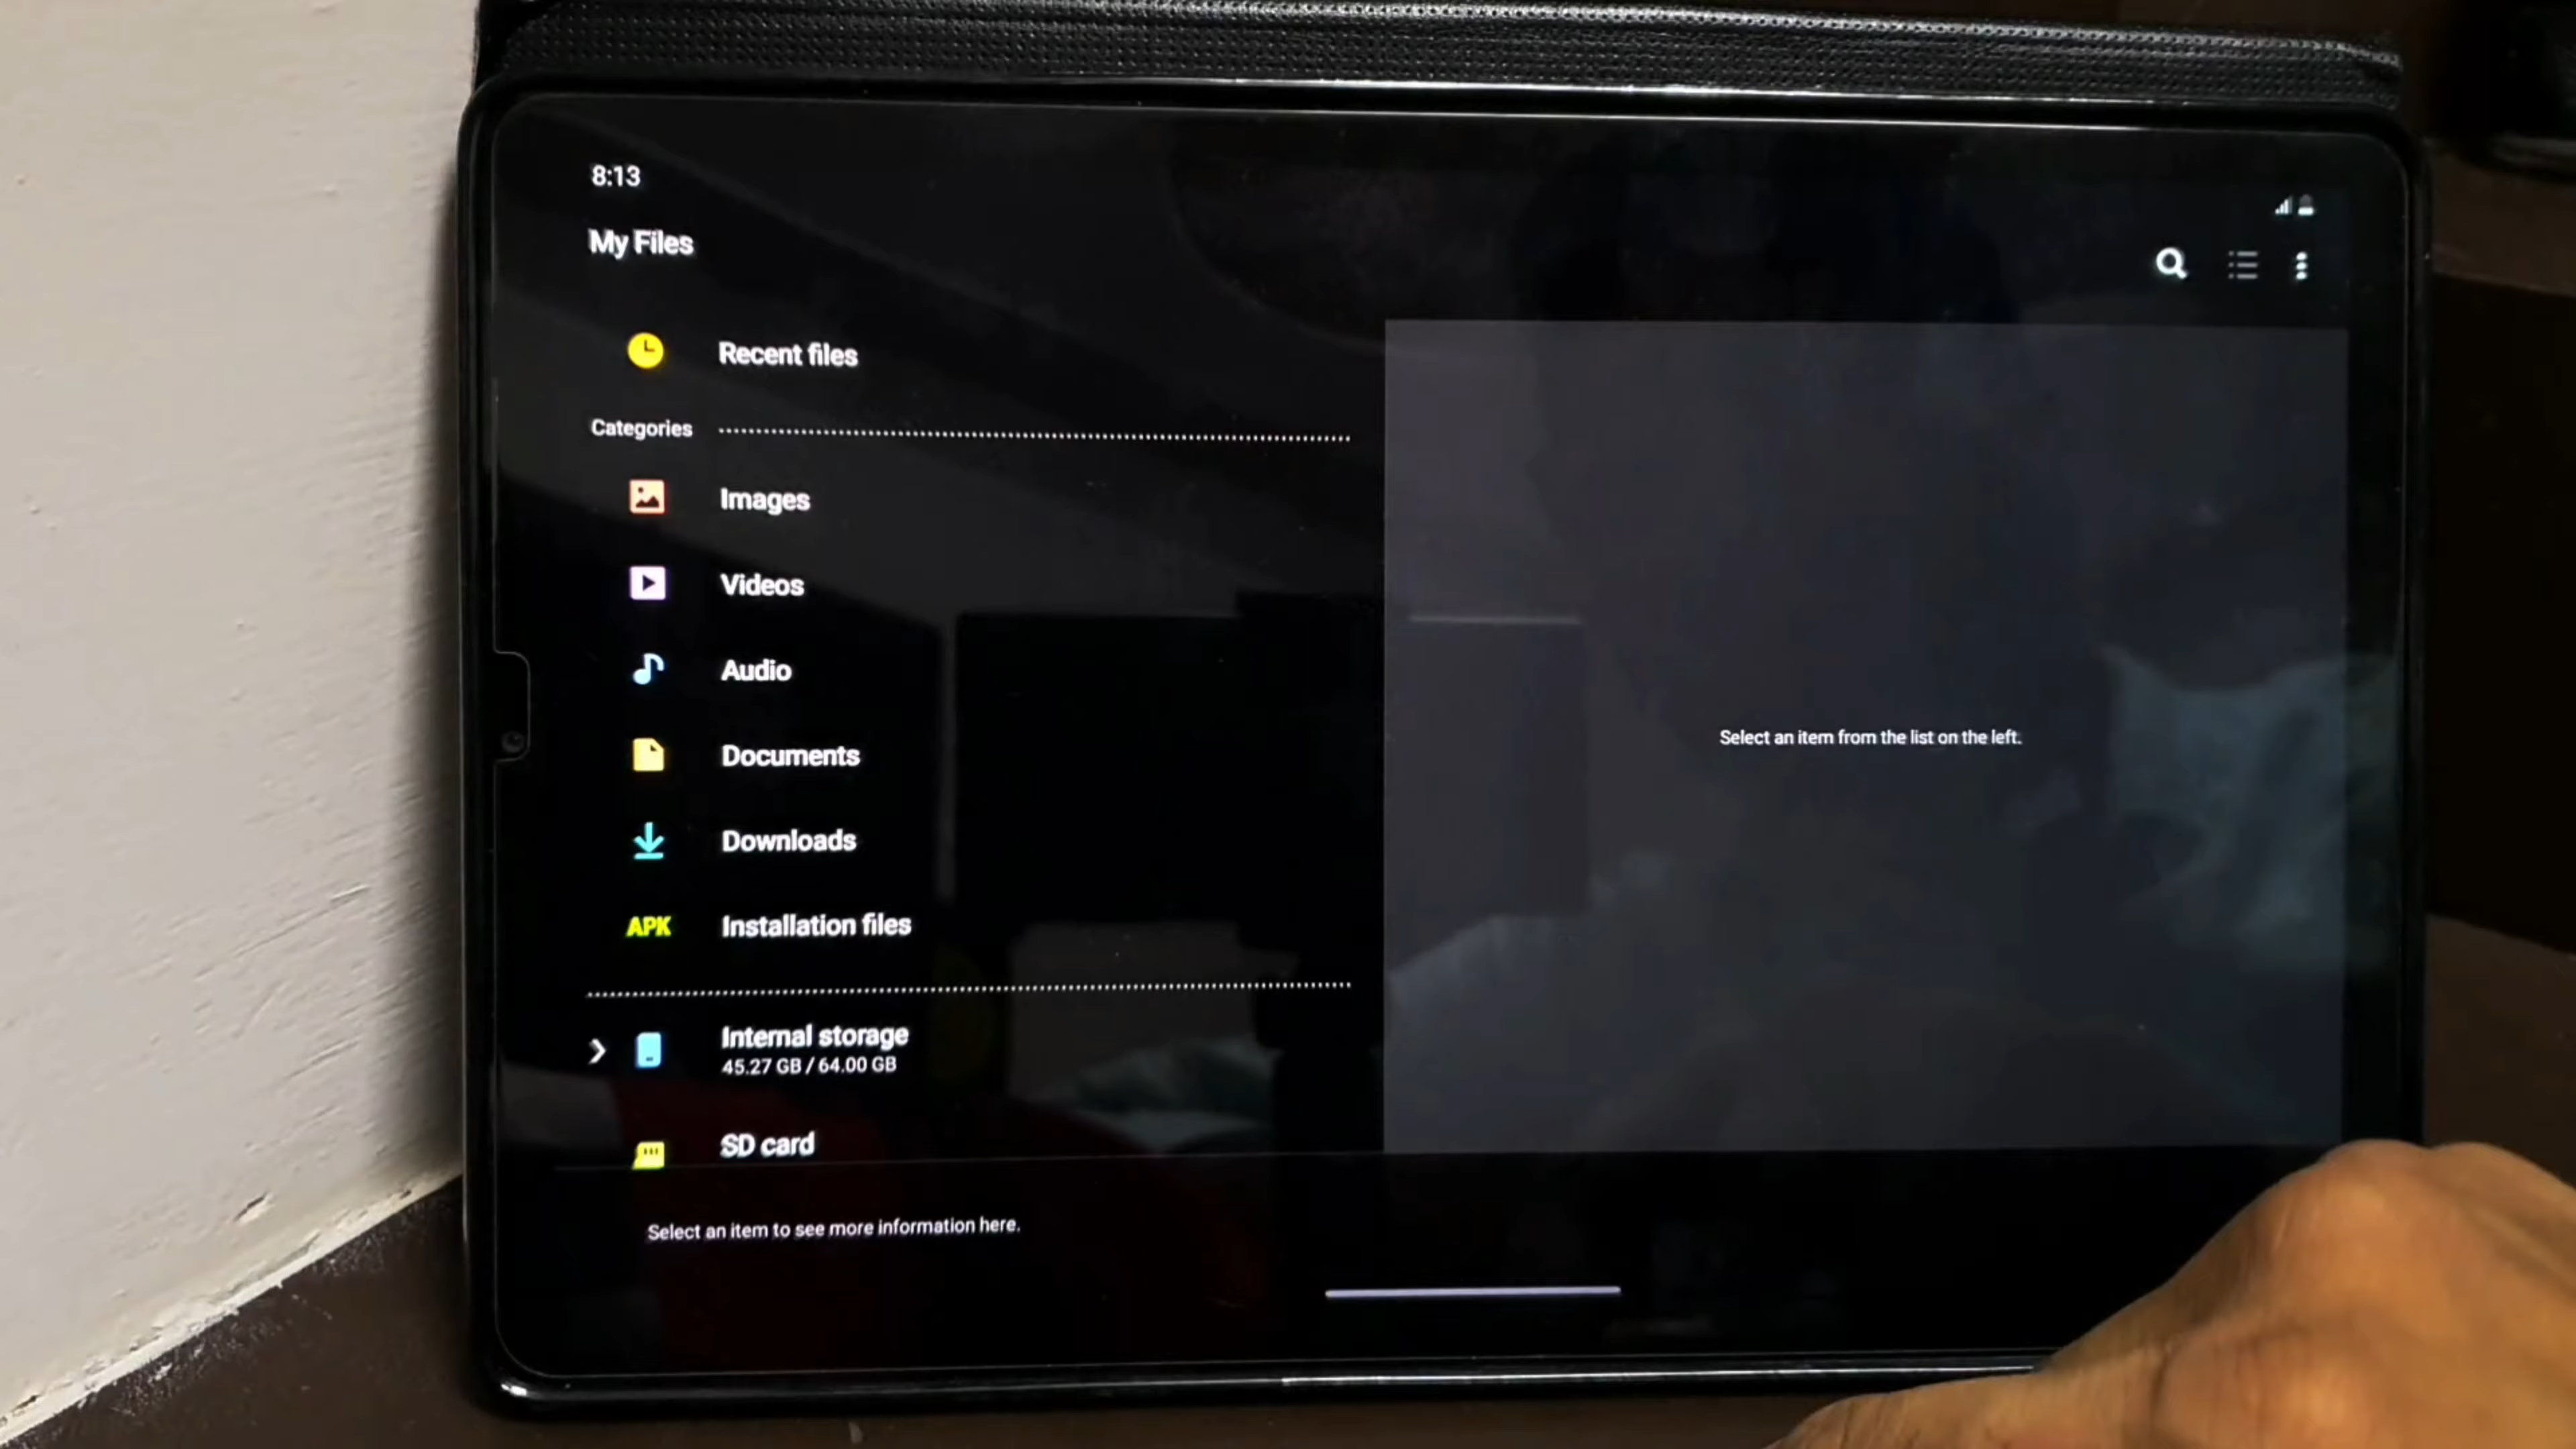 8:13
My Files
Recent files
Categories
Images
Videos
Audio
Documents
Downloads
APK Installation files
Internal storage
45.27 GB / 64.00 GB
SD card
Select an item from the list on the left.
Select an item to see more information here.